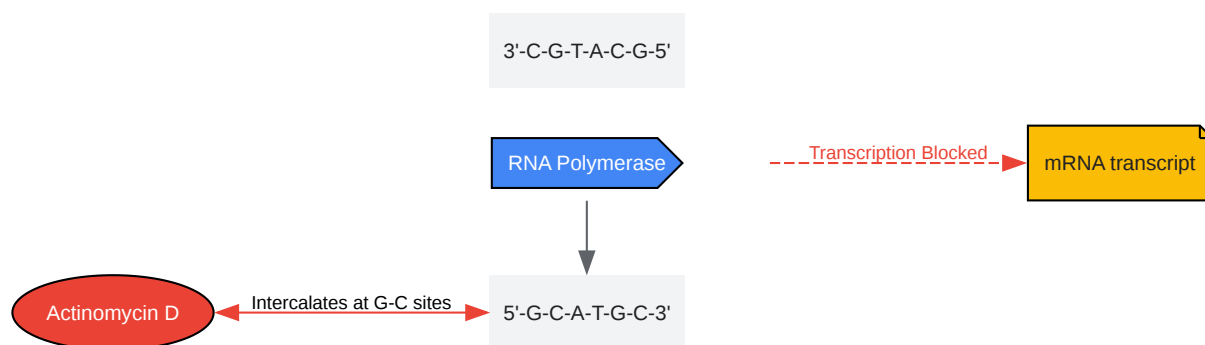 3'-C-G-T-A-C-G-5'
RNA Polymerase
Transcription Blocked
mRNA transcript
Actinomycin D
Intercalates at G-C sites
5'-G-C-A-T-G-C-3'